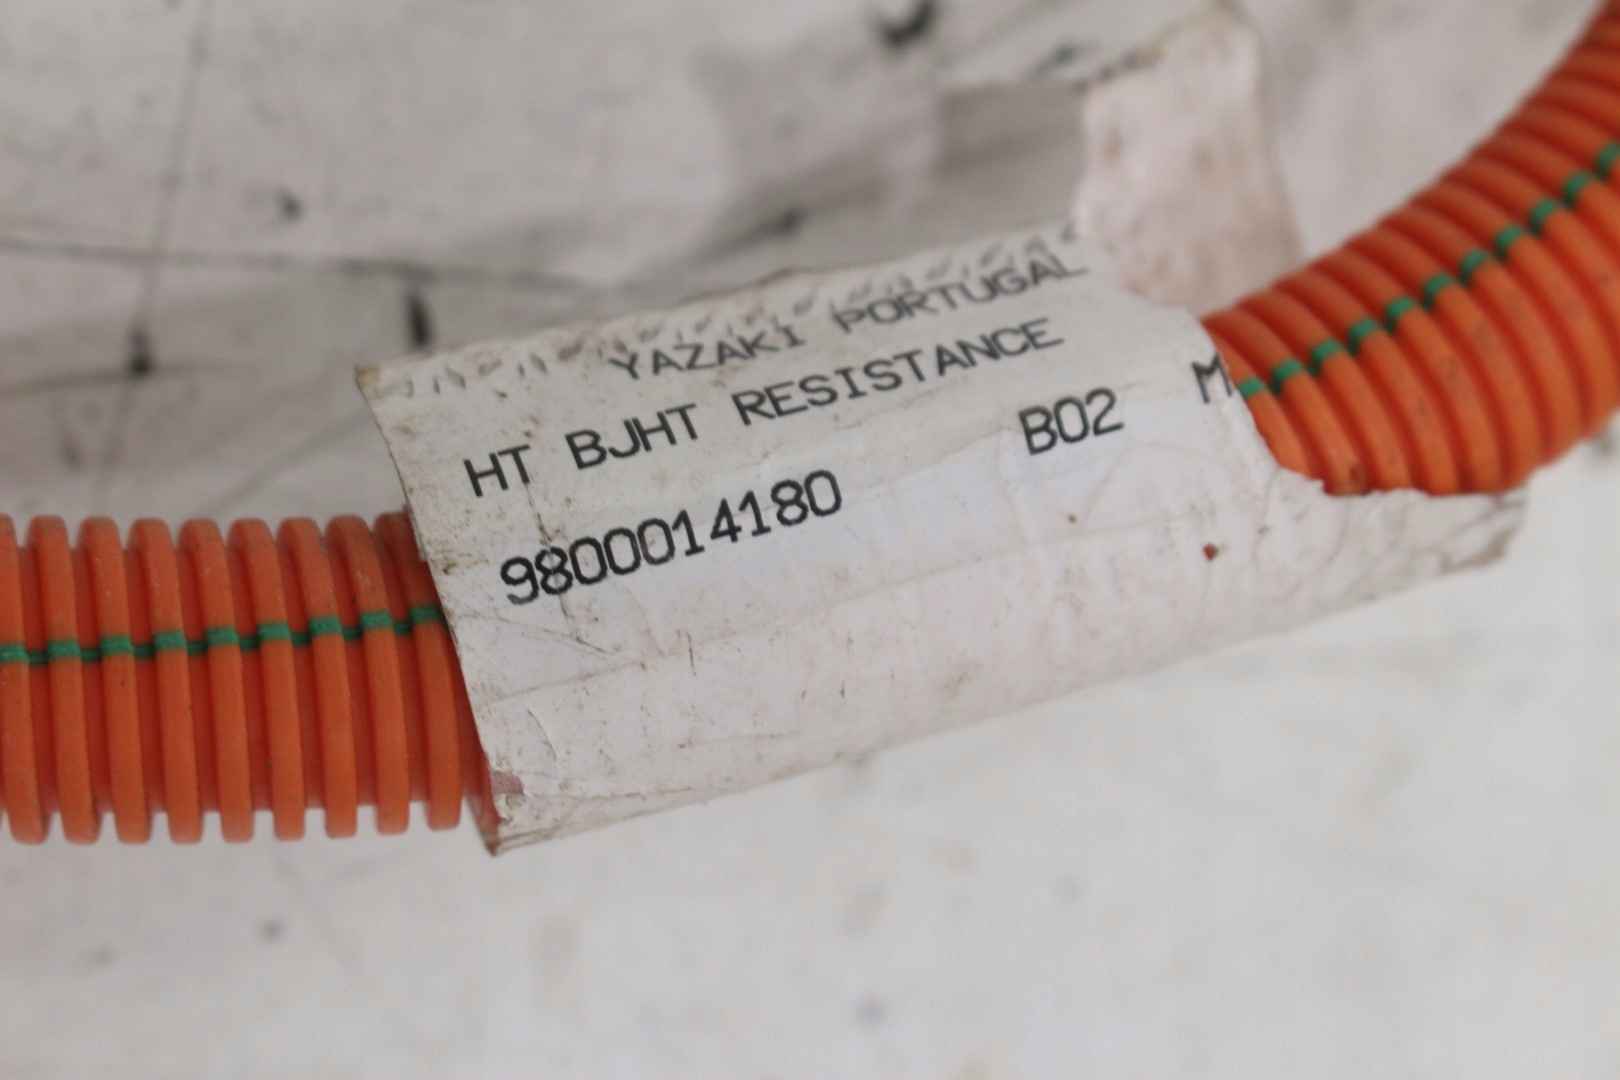 YAZAKI PORTUGAL
HT BJHT RESISTANCE
9800014180 B02 M